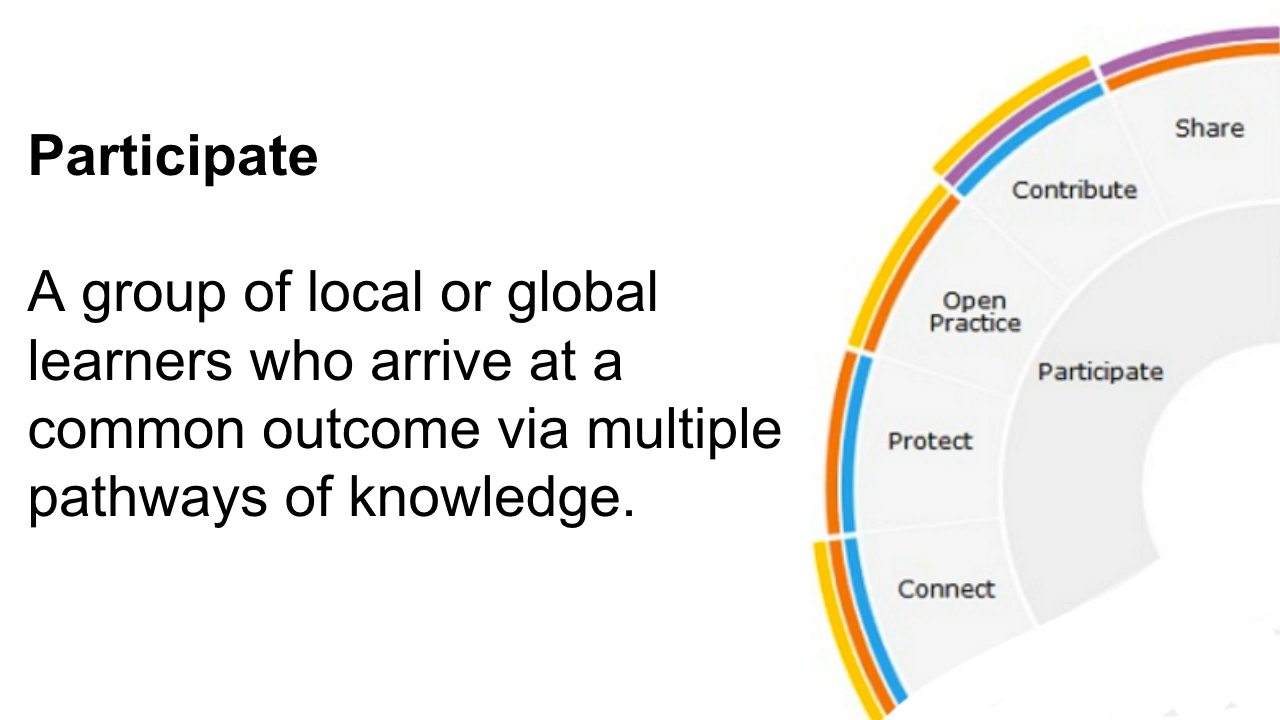 Participate
A group of local or global
learners who arrive at a
common outcome via multiple
pathways of knowledge.
Share
Contribute
Open
Practice
Participate
Protect
Connect